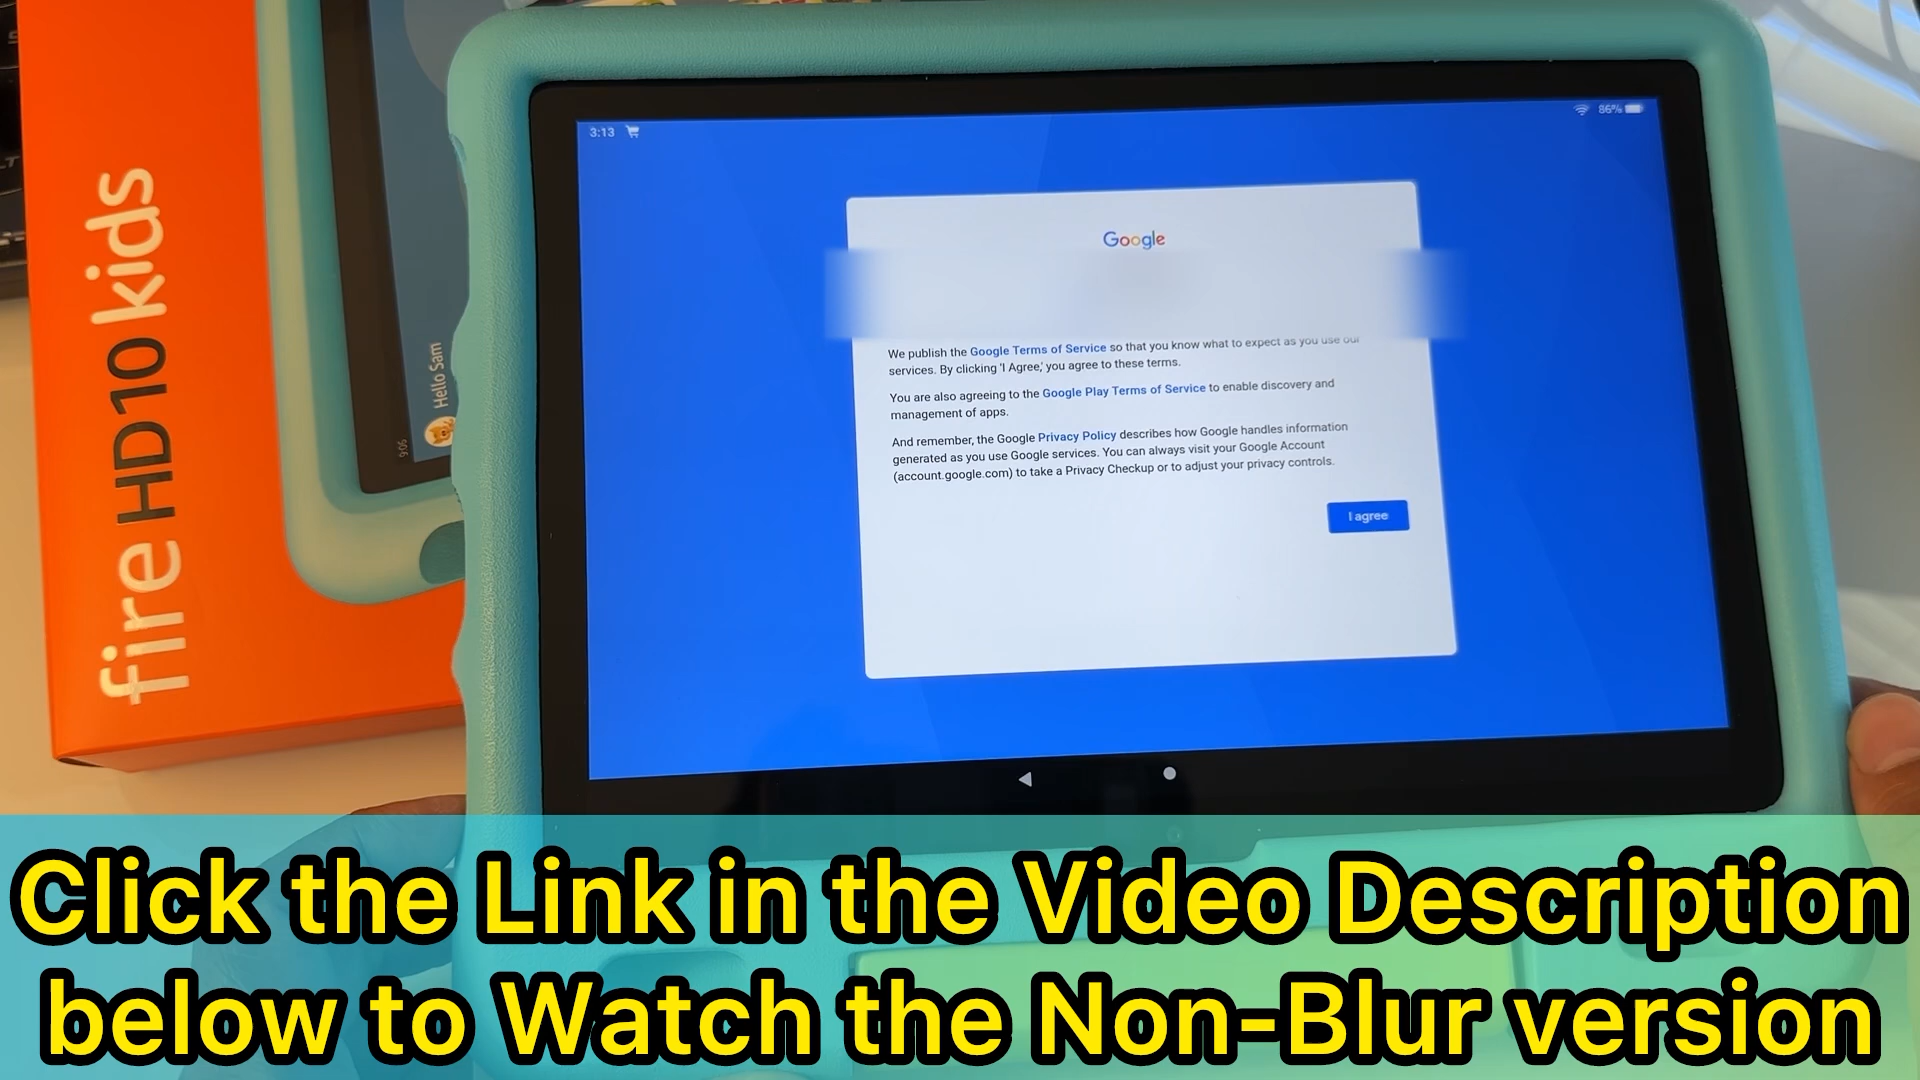 fire HD10 kids
9:06
Hello Sam
3:13
86%
Google
We publish the Google Terms of Service so that you know what to expect as you use our
services. By clicking 'I Agree,' you agree to these terms.
You are also agreeing to the Google Play Terms of Service to enable discovery and
management of apps.
And remember, the Google Privacy Policy describes how Google handles information
generated as you use Google services. You can always visit your Google Account
(account.google.com) to take a Privacy Checkup or to adjust your privacy controls.
I agree
Click the Link in the Video Description
below to Watch the Non-Blur version